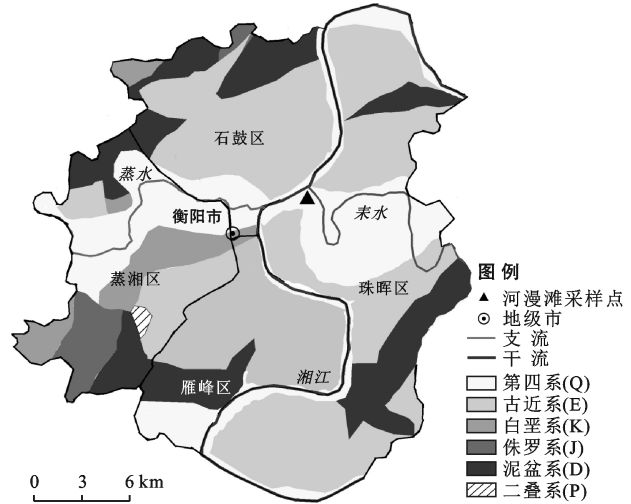 石鼓区
蒸水
衡阳市
耒水
蒸湘区
珠晖区
雁峰区
湘江
图例
河漫滩采样点
地级市
支流
干流
第四系(Q)
古近系(E)
白垩系(K)
侏罗系(J)
泥盆系(D)
二叠系(P)
0 3 6 km